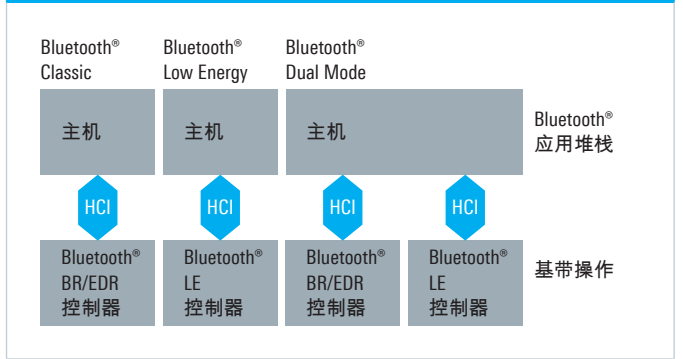 Bluetooth®
Classic
Bluetooth®
Low Energy
Bluetooth®
Dual Mode
主机
主机
主机
Bluetooth®
应用堆栈
HCI
HCI
HCI
HCI
Bluetooth®
BR/EDR
控制器
Bluetooth®
LE
控制器
Bluetooth®
BR/EDR
控制器
Bluetooth®
LE
控制器
基带操作